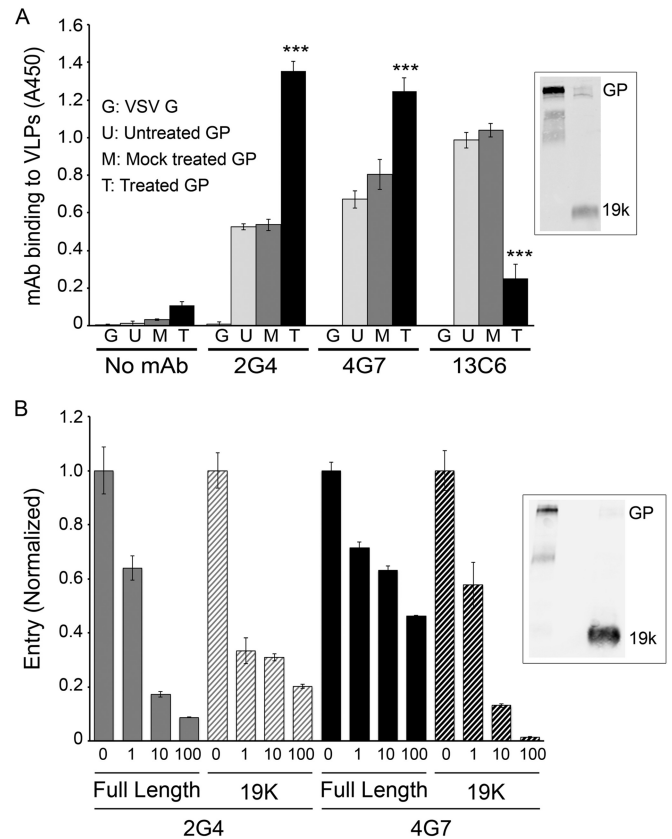 A
mAb binding to VLPs (A450)
1.6
1.4
1.2
1.0
0.8
0.6
0.4
0.2
0
G: VSV G
U: Untreated GP
M: Mock treated GP
T: Treated GP
***
***
***
GP
19k
G U M T G U M T G U M T G U M T
No mAb 2G4 4G7 13C6
B
Entry (Normalized)
1.2
1.0
0.8
0.6
0.4
0.2
0
GP
19k
0 1 10 100 0 1 10 100 0 1 10 100 0 1 10 100
Full Length 19K Full Length 19K
2G4 4G7